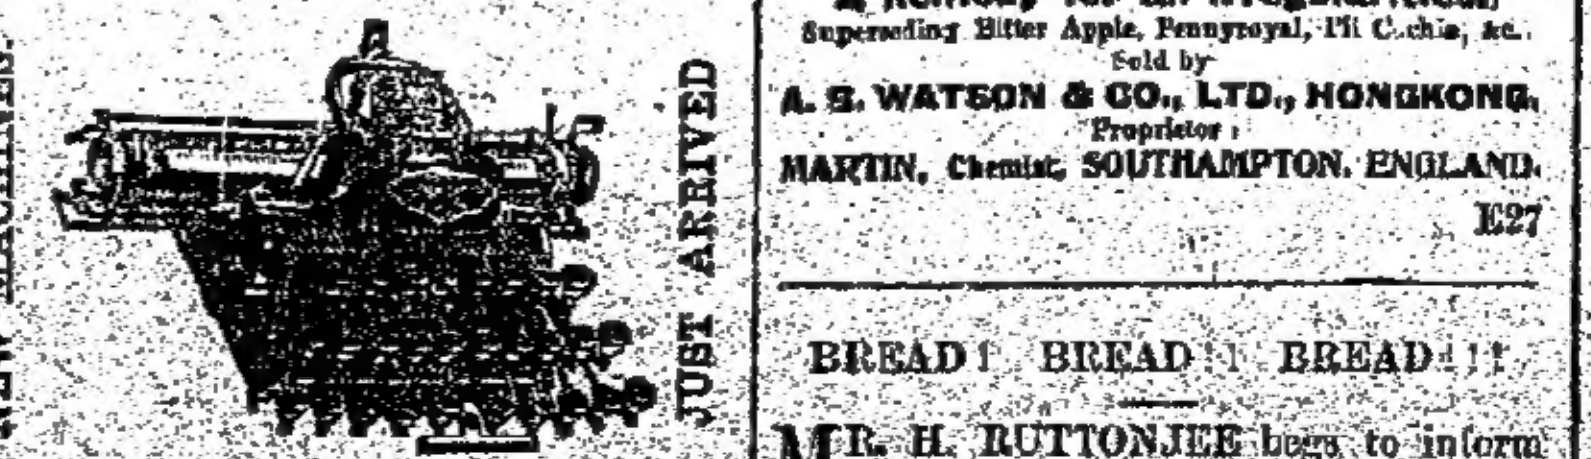 JUST ARRIVED
Superseding Bitter Apple, Pennyroyal, Pil Cochia, &c.
Sold by
A. S. WATSON & CO., LTD., HONGKONG.
Proprietor:
MARTIN, Chemist, SOUTHAMPTON, ENGLAND.
E27
BREAD! BREAD!! BREAD!!!
MR. H. RUTTONJEE begs to inform